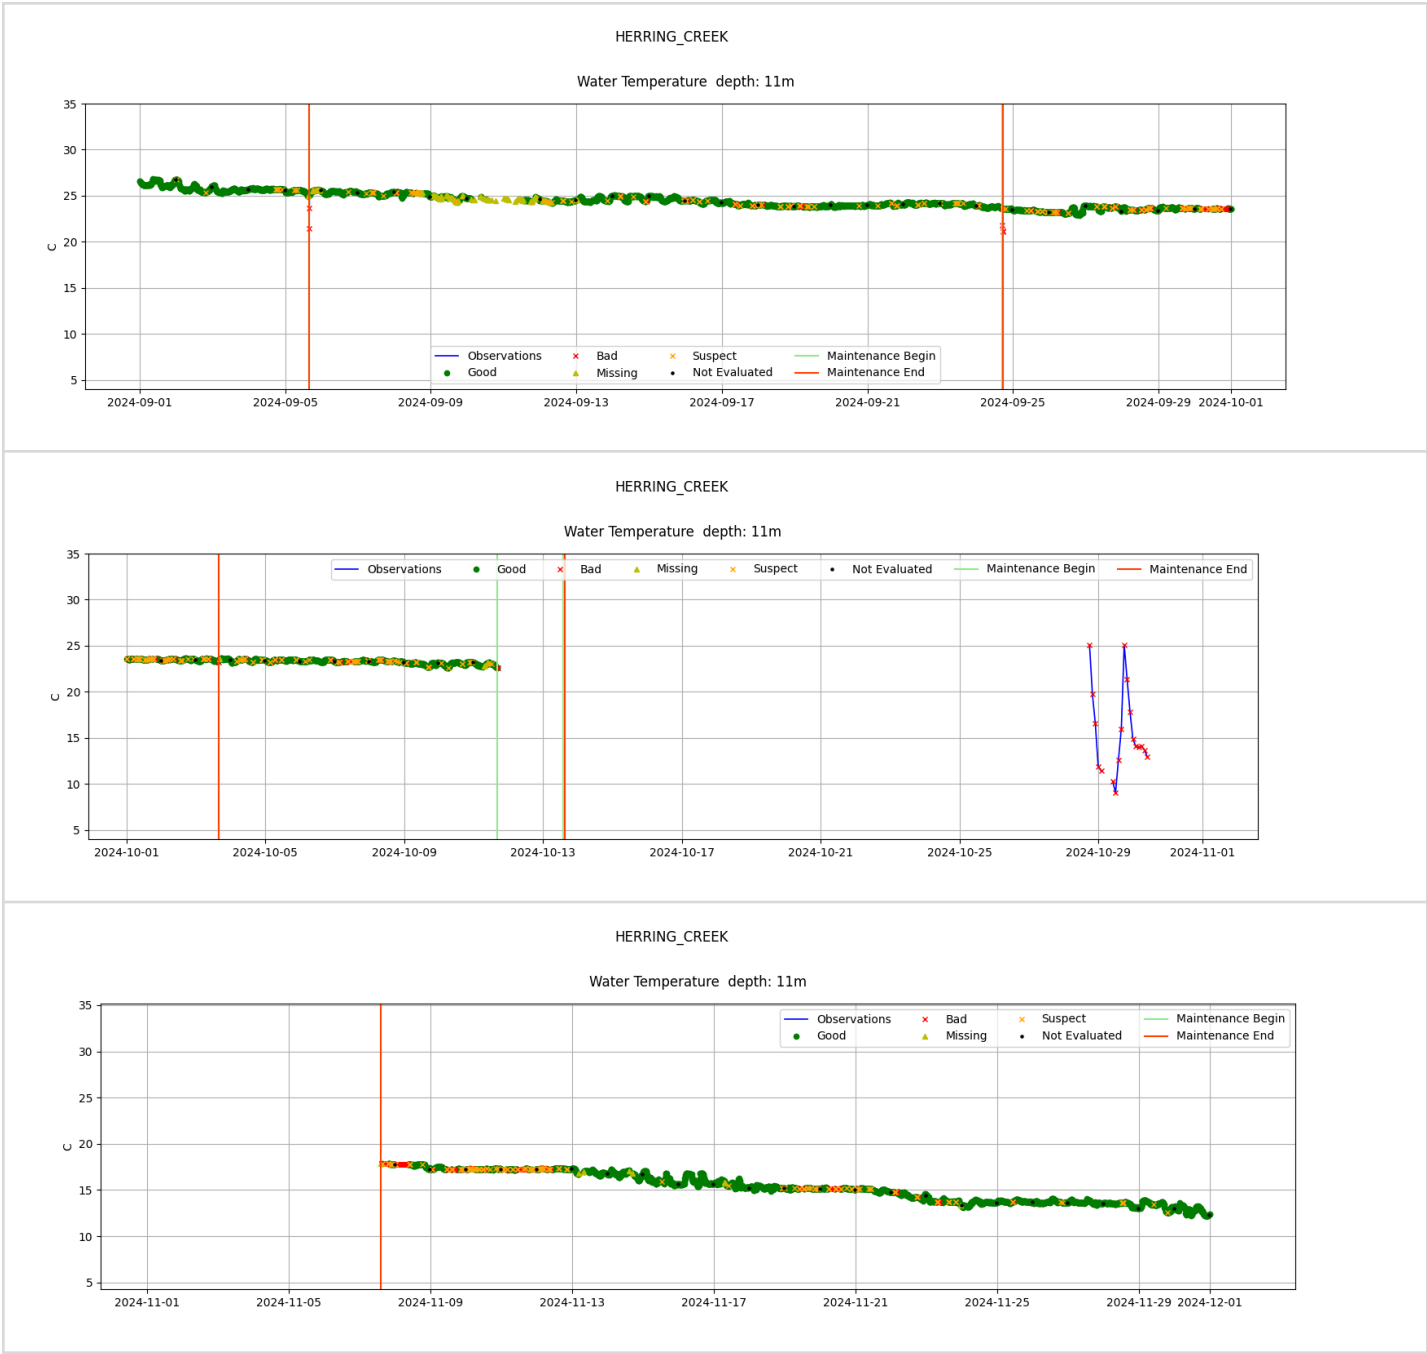 HERRING_CREEK
Water Temperature depth: 11m
35
30
25
20
15
10
5
C
Observations Bad Suspect Maintenance Begin
Good Missing Not Evaluated Maintenance End
2024-09-01 2024-09-05 2024-09-09 2024-09-13 2024-09-17 2024-09-21 2024-09-25 2024-09-29 2024-10-01
HERRING_CREEK
Water Temperature depth: 11m
Observations Good Bad Missing Suspect Not Evaluated Maintenance Begin Maintenance End
35
30
25
20
15
10
5
C
2024-10-01 2024-10-05 2024-10-09 2024-10-13 2024-10-17 2024-10-21 2024-10-25 2024-10-29 2024-11-01
HERRING_CREEK
Water Temperature depth: 11m
Observations Bad Suspect Maintenance Begin
Good Missing Not Evaluated Maintenance End
35
30
25
20
15
10
5
C
2024-11-01 2024-11-05 2024-11-09 2024-11-13 2024-11-17 2024-11-21 2024-11-25 2024-11-29 2024-12-01